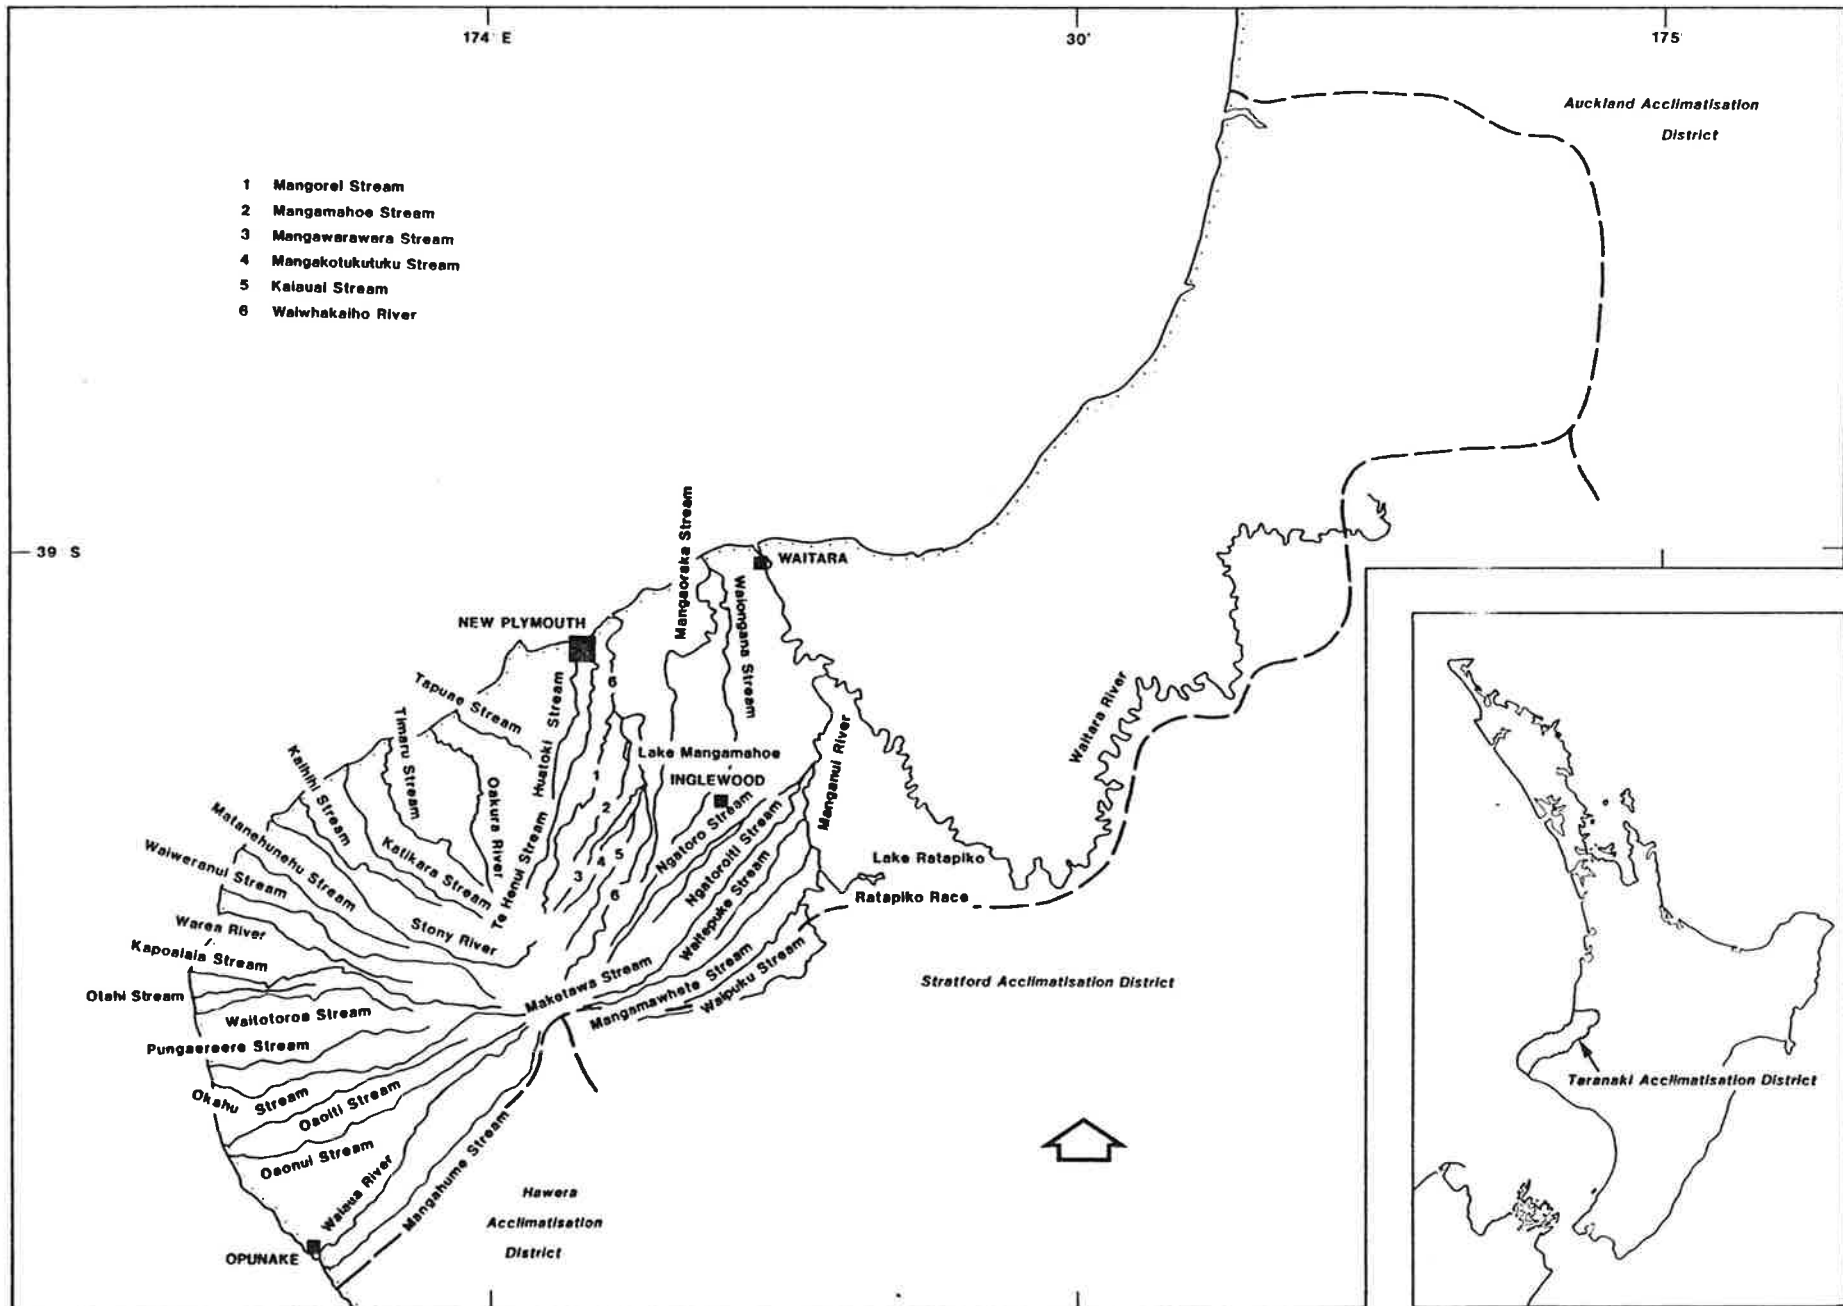 174 E
30'
175
Auckland Acclimatisation
District
1 Mangorei Stream
2 Mangamahoe Stream
3 Mangawarawara Stream
4 Mangakotukutuku Stream
5 Kaiauai Stream
6 Waiwhakaiho River
39 S
Mangaoraka Stream
WAITARA
Waiongana Stream
NEW PLYMOUTH
Tapuae Stream
Huatoki Stream
6
Timaru Stream
Lake Mangamahoe
INGLEWOOD
Waitara River
Manganui River
Kaihihi Stream
Oakura River
1
2
Ngatoro Stream
Matanehunehu Stream
Katikara Stream
Te Henui Stream
Ngatoroiti Stream
Waiweranui Stream
3
4
5
6
Lake Ratapiko
Ratapiko Race
Waitepuke Stream
Warea River
Stony River
Kapoaiaia Stream
Maketawa Stream
Mangamawhete Stream
Waipuku Stream
Stratford Acclimatisation District
Otahi Stream
Waitotoroa Stream
Pungaereere Stream
Okahu Stream
Oaoiti Stream
Oaonui Stream
Waiaua River
Mangahume Stream
Taranaki Acclimatisation District
Hawera
Acclimatisation
District
OPUNAKE